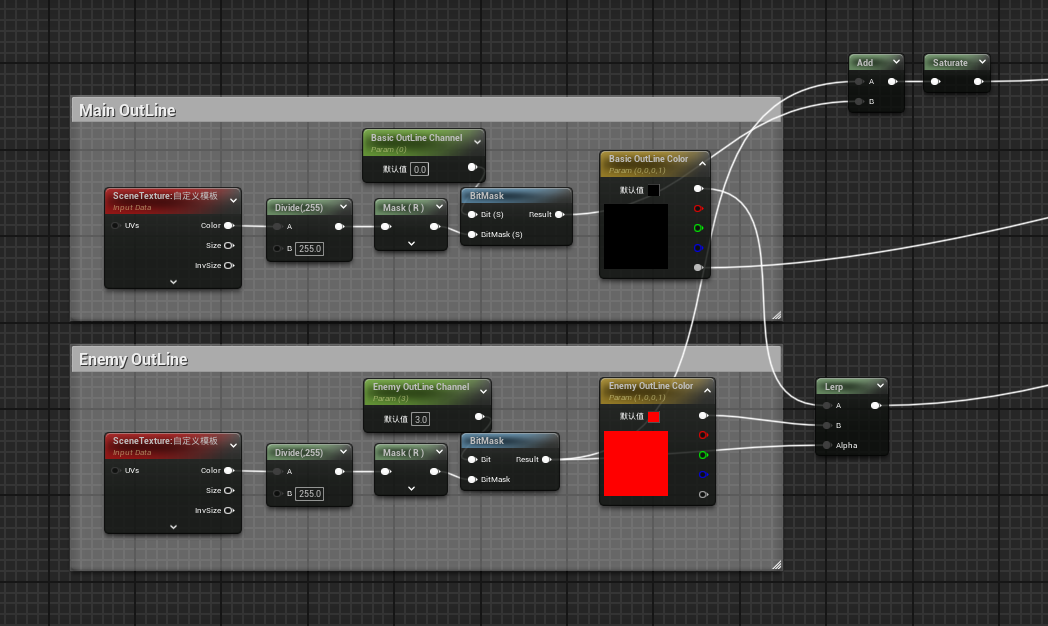 Add
A
B
Saturate
Main OutLine
Basic OutLine Channel
Param (0)
默认值 0.0
SceneTexture:自定义模板
Input Data
UVs
Color
Size
InvSize
Divide(,255)
A
B 255.0
Mask ( R )
BitMask
Bit (S)
Result
BitMask (S)
Basic OutLine Color
Param (0,0,0,1)
默认值
Enemy OutLine
Enemy OutLine Channel
Param (3)
默认值 3.0
SceneTexture:自定义模板
Input Data
UVs
Color
Size
InvSize
Divide(,255)
A
B 255.0
Mask ( R )
BitMask
Bit
Result
BitMask
Enemy OutLine Color
Param (1,0,0,1)
默认值
Lerp
A
B
Alpha